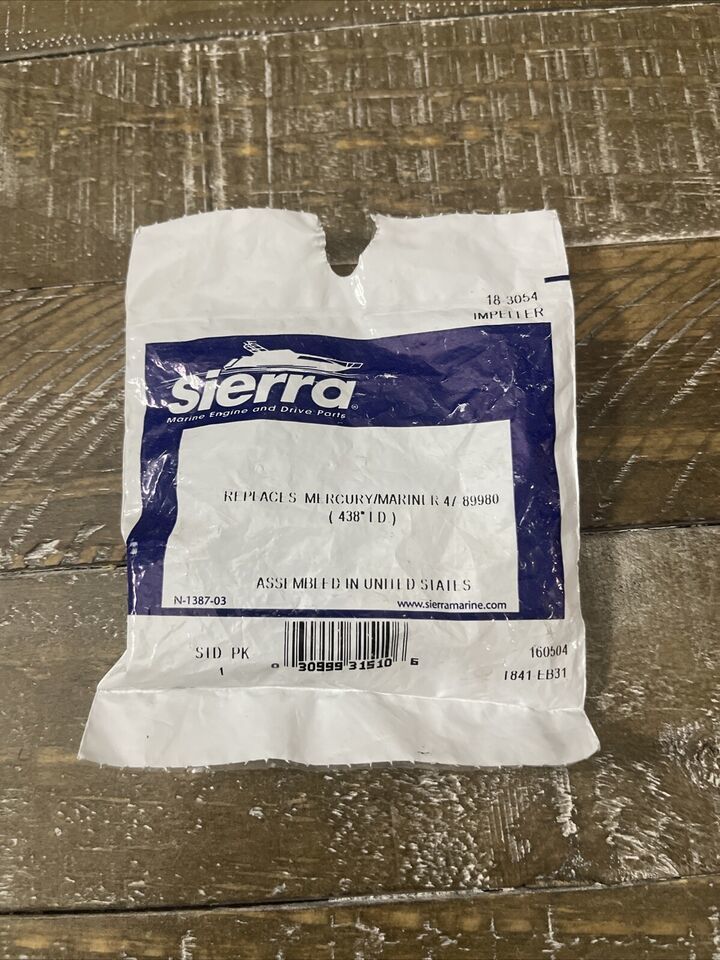 18-3054
IMPELLER
sierra®
Marine Engine and Drive Parts
REPLACES MERCURY/MARINER 47-89980
( 438" I D )
ASSEMBLED IN UNITED STATES
N-1387-03
www.sierramarine.com
STD PK
1
0 30999 31510 6
160504
1841 EB31